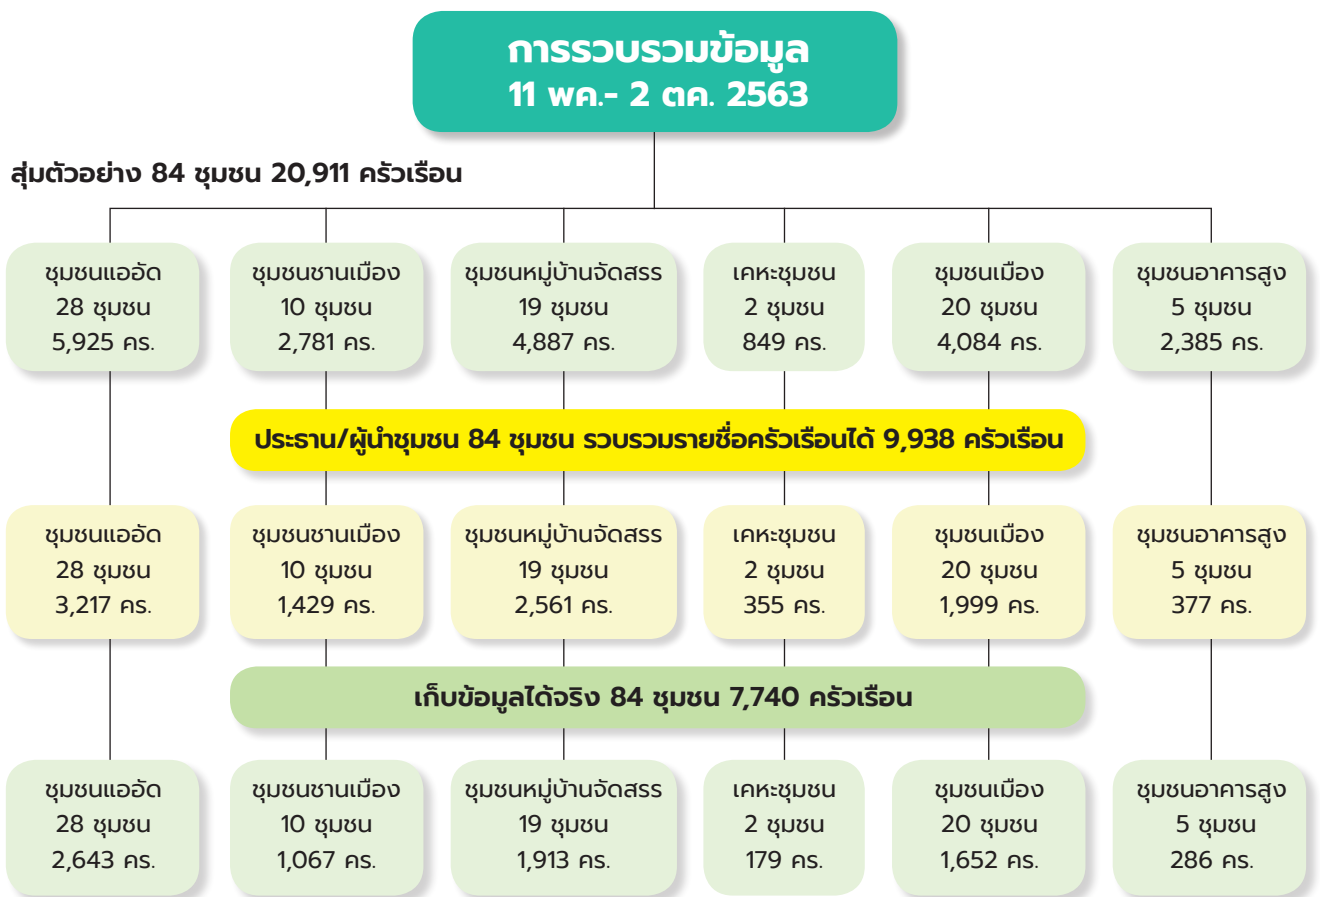 การรวบรวมข้อมูล
11 พค.- 2 ตค. 2563
สุ่มตัวอย่าง 84 ชุมชน 20,911 ครัวเรือน
ชุมชนแออัด
28 ชุมชน
5,925 คร.
ชุมชนชานเมือง
10 ชุมชน
2,781 คร.
ชุมชนหมู่บ้านจัดสรร
19 ชุมชน
4,887 คร.
เคหะชุมชน
2 ชุมชน
849 คร.
ชุมชนเมือง
20 ชุมชน
4,084 คร.
ชุมชนอาคารสูง
5 ชุมชน
2,385 คร.
ประธาน/ผู้นำชุมชน 84 ชุมชน รวบรวมรายชื่อครัวเรือนได้ 9,938 ครัวเรือน
ชุมชนแออัด
28 ชุมชน
3,217 คร.
ชุมชนชานเมือง
10 ชุมชน
1,429 คร.
ชุมชนหมู่บ้านจัดสรร
19 ชุมชน
2,561 คร.
เคหะชุมชน
2 ชุมชน
355 คร.
ชุมชนเมือง
20 ชุมชน
1,999 คร.
ชุมชนอาคารสูง
5 ชุมชน
377 คร.
เก็บข้อมูลได้จริง 84 ชุมชน 7,740 ครัวเรือน
ชุมชนแออัด
28 ชุมชน
2,643 คร.
ชุมชนชานเมือง
10 ชุมชน
1,067 คร.
ชุมชนหมู่บ้านจัดสรร
19 ชุมชน
1,913 คร.
เคหะชุมชน
2 ชุมชน
179 คร.
ชุมชนเมือง
20 ชุมชน
1,652 คร.
ชุมชนอาคารสูง
5 ชุมชน
286 คร.